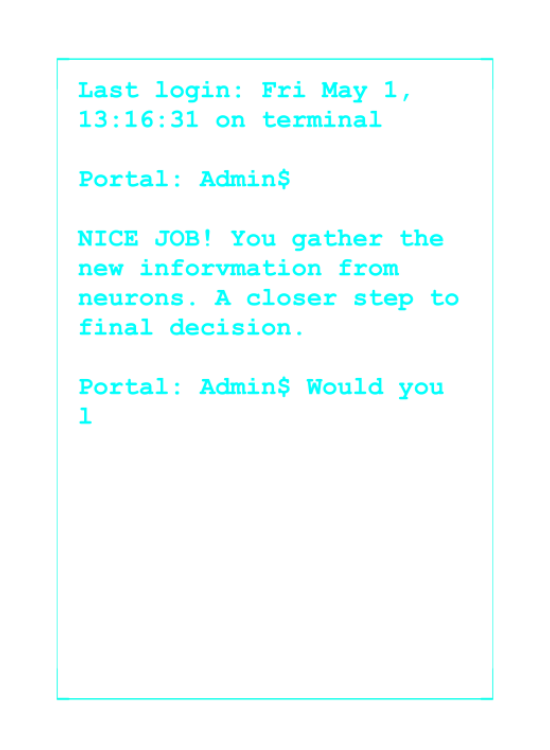 Last login: Fri May 1,
13:16:31 on terminal
Portal: Admin$
NICE JOB! You gather the
new inforvmation from
neurons. A closer step to
final decision.
Portal: Admin$ Would you
l